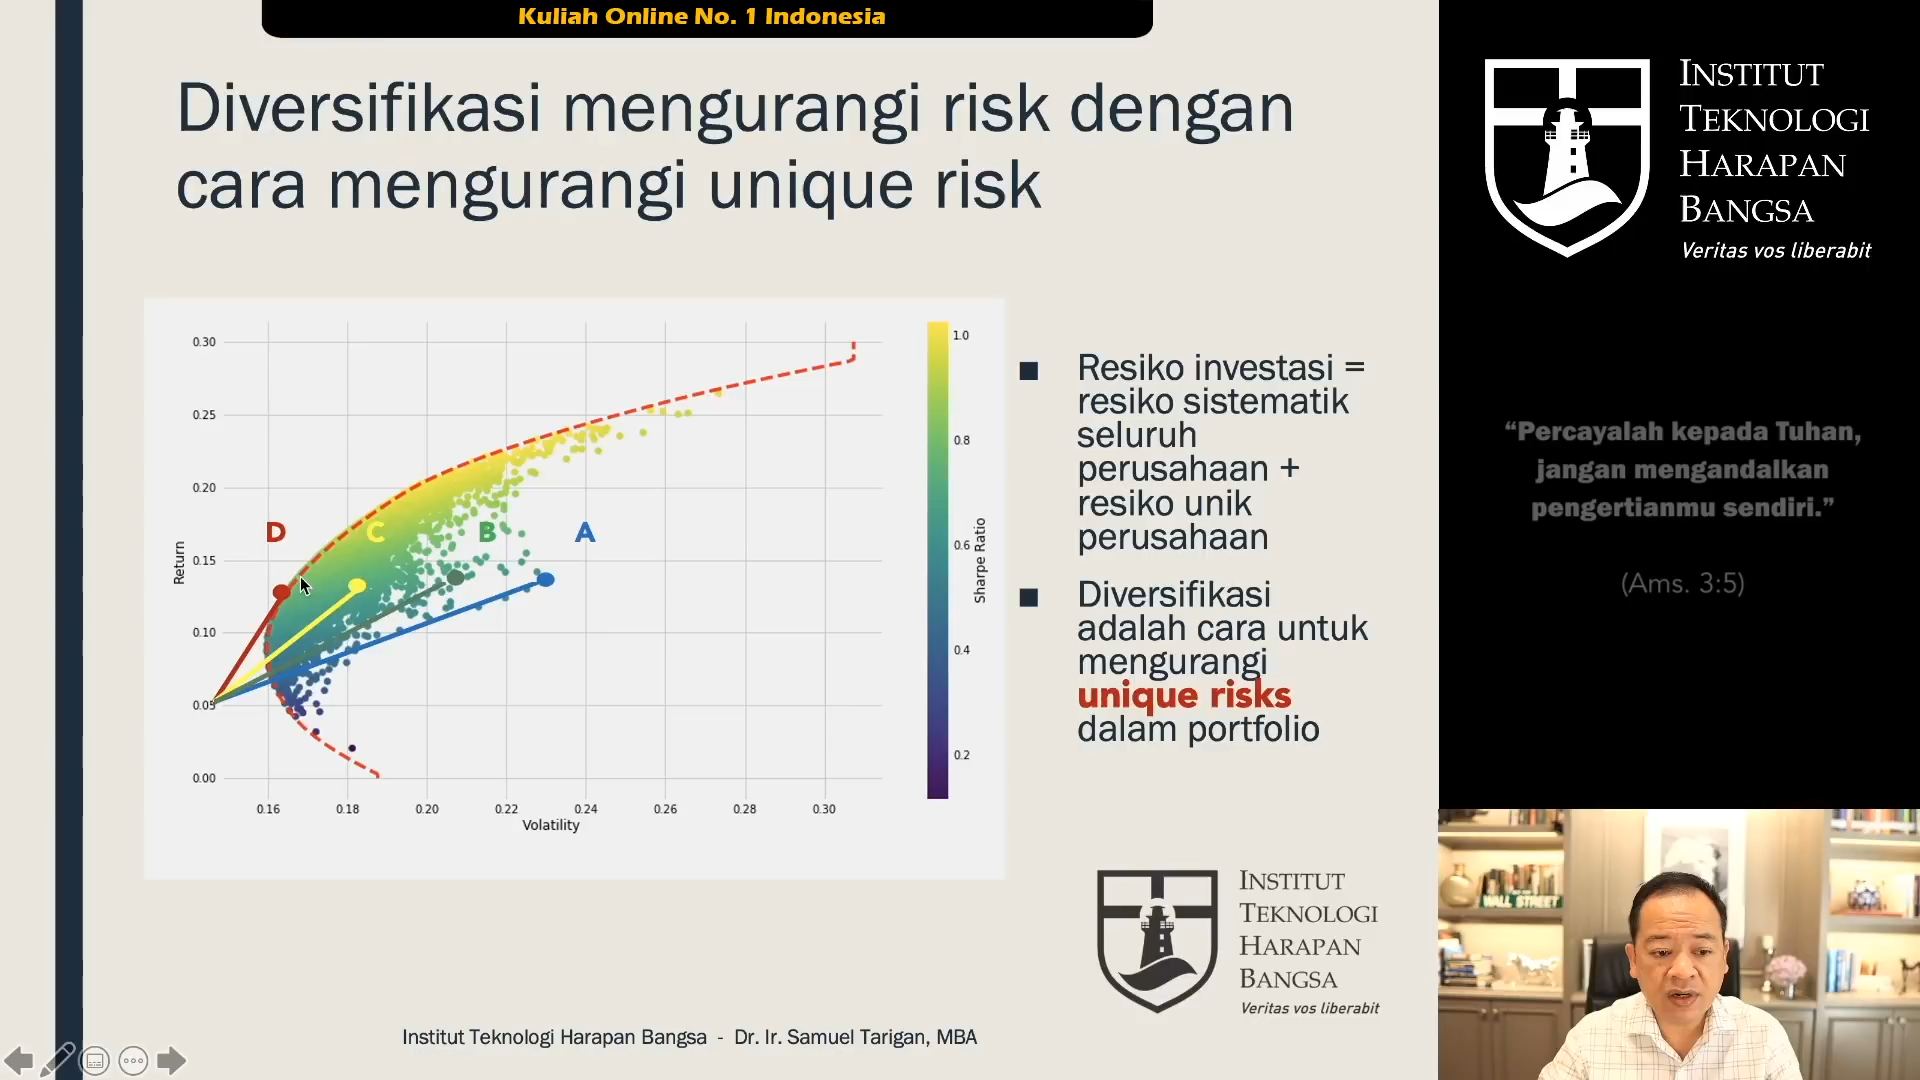 Kuliah Online No. 1 Indonesia
Diversifikasi mengurangi risk dengan
cara mengurangi unique risk
0.30
0.25
0.20
0.15
0.10
0.05
0.00
Return
D
C
B
A
0.16
0.18
0.20
0.22
0.24
0.26
0.28
0.30
Volatility
1.0
0.8
0.6
0.4
0.2
Sharpe Ratio
■ Resiko investasi =
resiko sistematik
seluruh
perusahaan +
resiko unik
perusahaan
■ Diversifikasi
adalah cara untuk
mengurangi
unique risks
dalam portfolio
INSTITUT
TEKNOLOGI
HARAPAN
BANGSA
Veritas vos liberabit
Institut Teknologi Harapan Bangsa - Dr. Ir. Samuel Tarigan, MBA
INSTITUT
TEKNOLOGI
HARAPAN
BANGSA
Veritas vos liberabit
“Percayalah kepada Tuhan,
jangan mengandalkan
pengertianmu sendiri.”
(Ams. 3:5)
WALL STREET